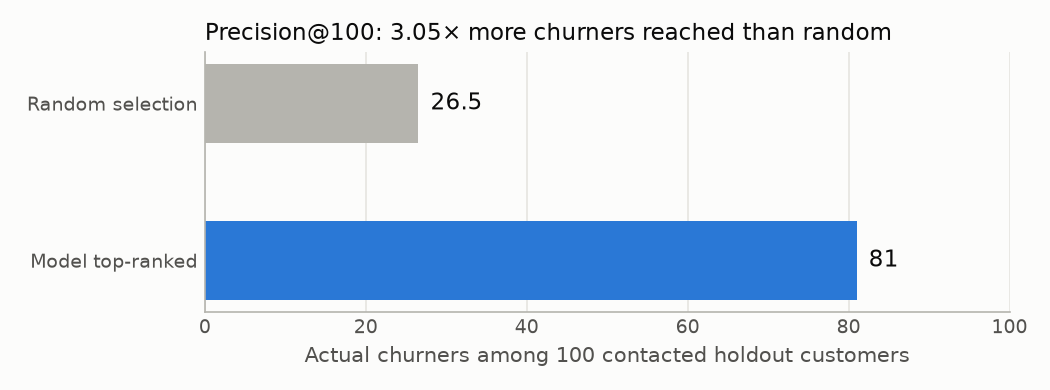 Precision@100: 3.05× more churners reached than random
Random selection
26.5
Model top-ranked
81
0 20 40 60 80 100
Actual churners among 100 contacted holdout customers